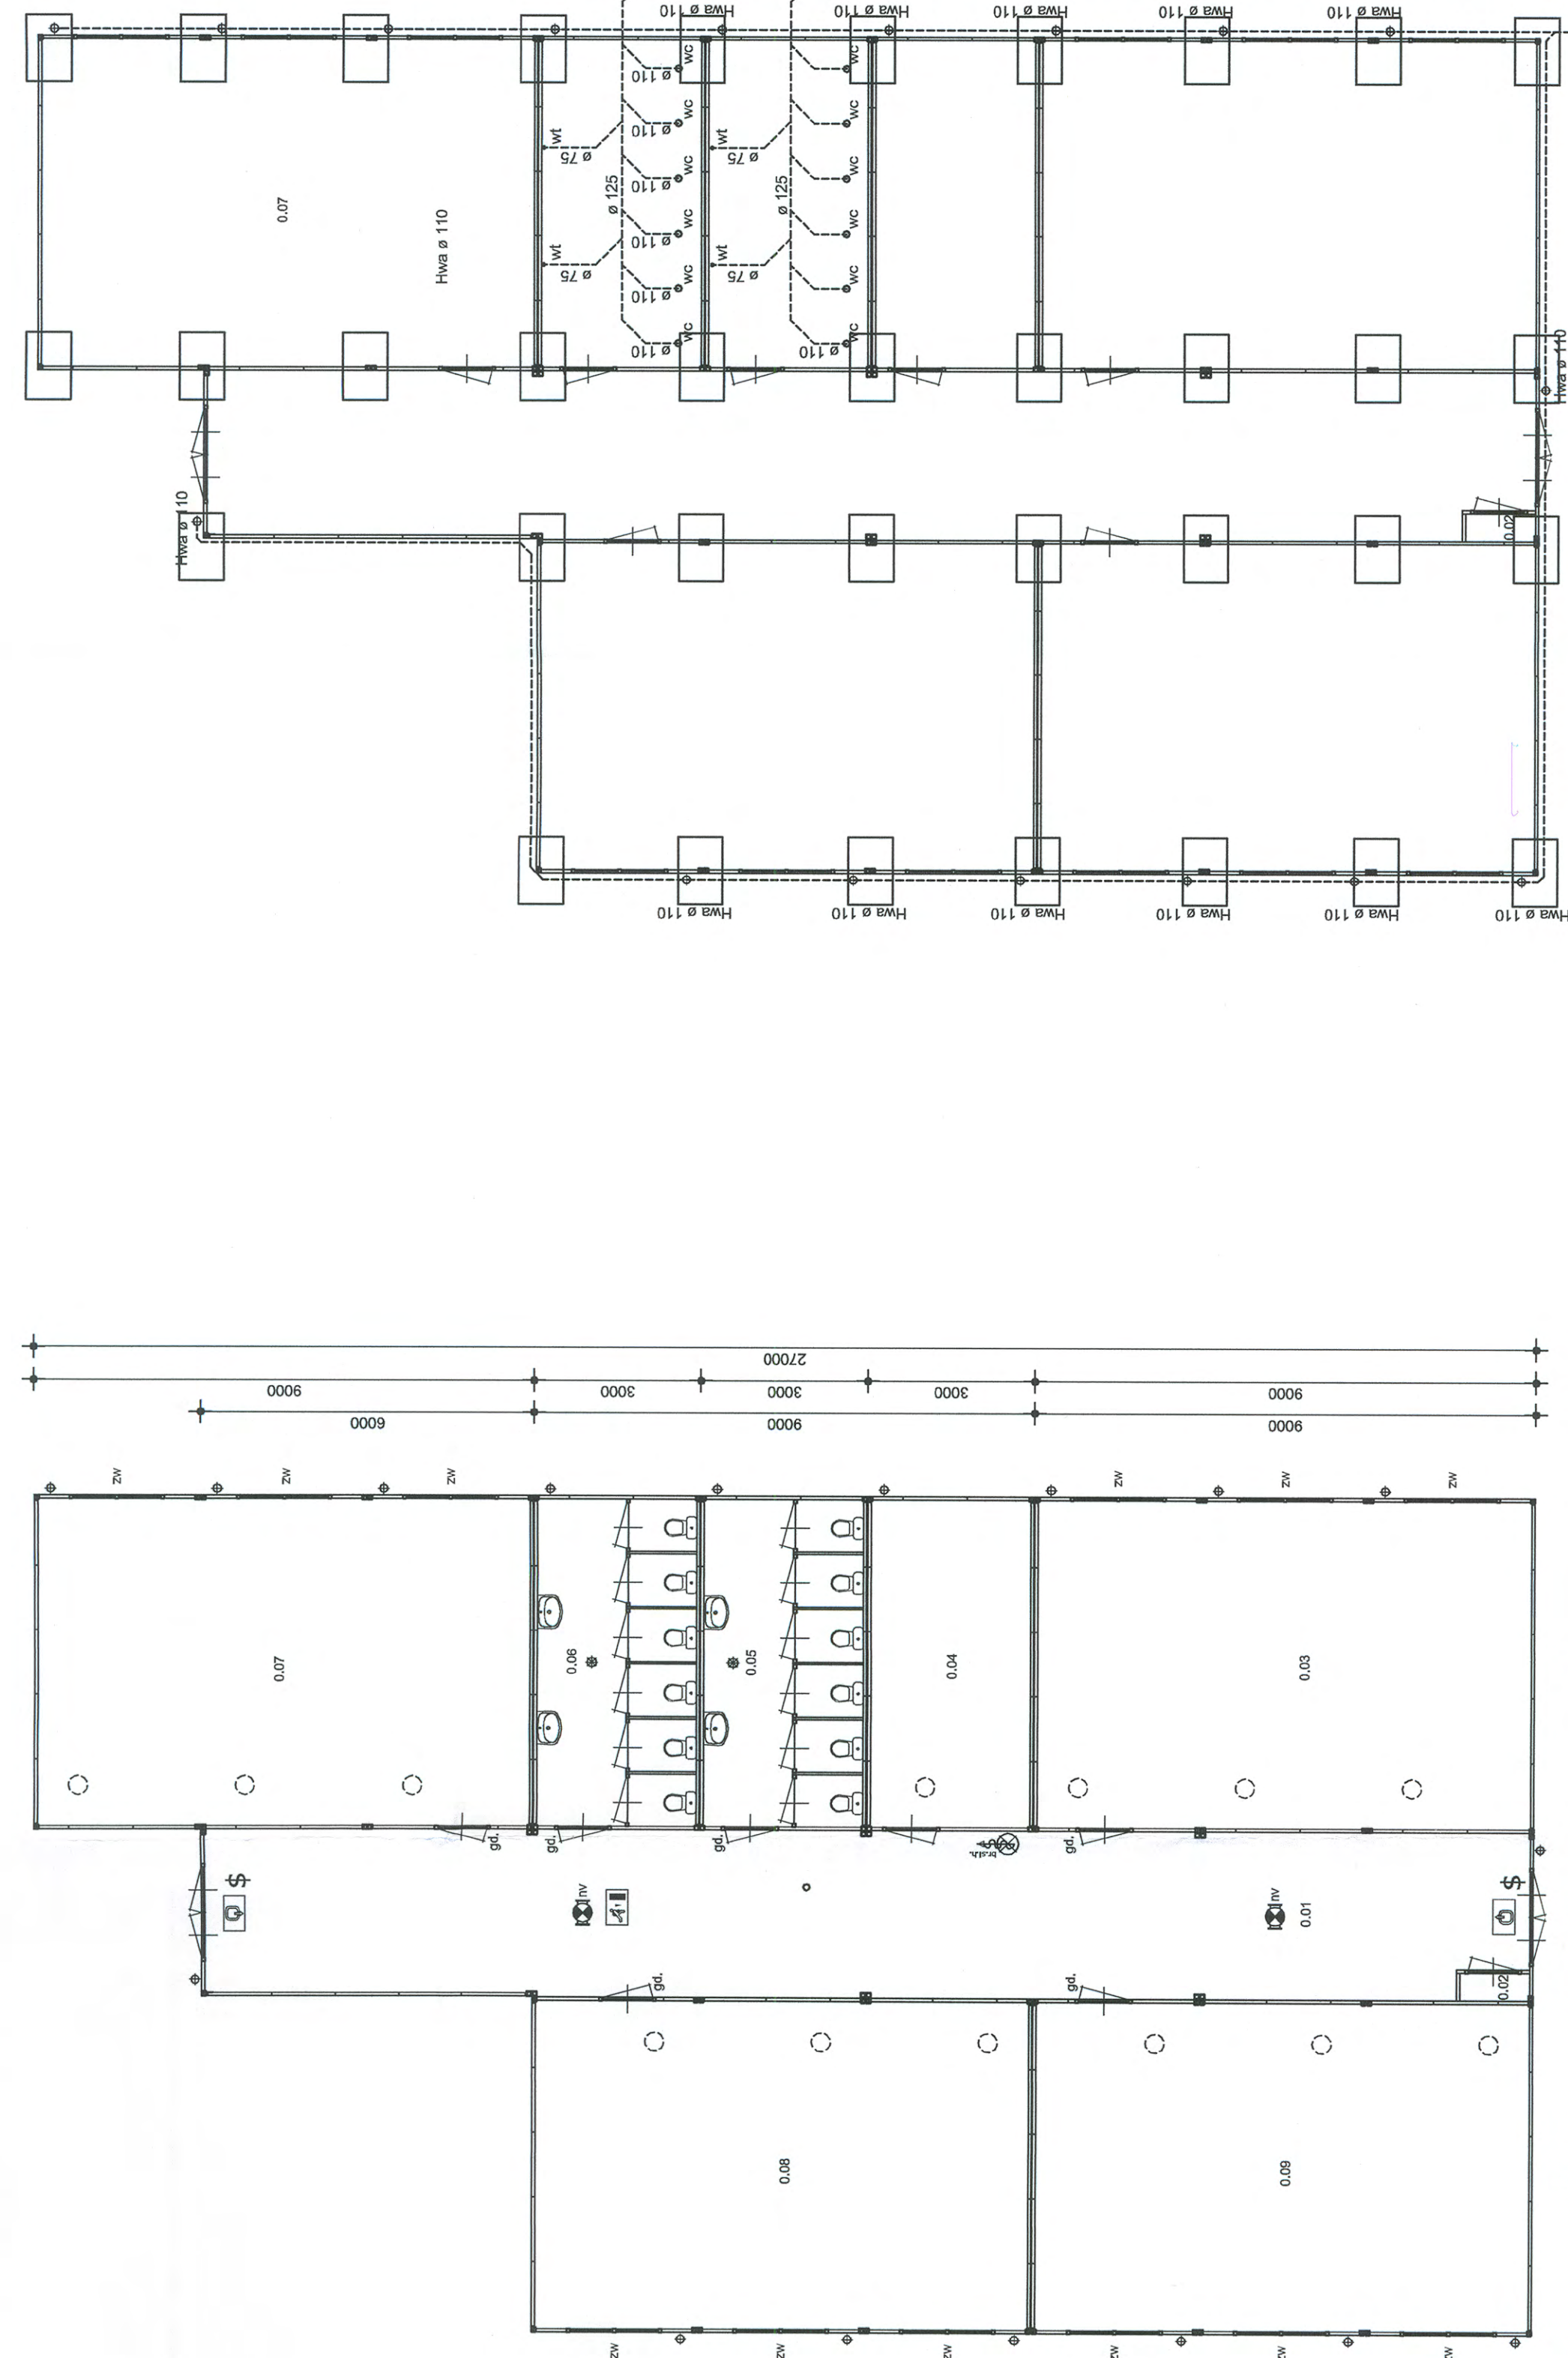 Hwa ø 110
Hwa ø 110
Hwa ø 110
Hwa ø 110
Hwa ø 110
wc
wc
ø 110
ø 110
wc
wc
ø 110
wt
wt
ø 75
ø 75
wc
wc
ø 110
ø 125
ø 125
0.07
wc
wc
ø 110
Hwa ø 110
wt
wt
ø 75
ø 75
wc
wc
ø 110
wc
wc
ø 110
ø 110
Hwa ø 110
Hwa ø 110
0.02
Hwa ø 110
Hwa ø 110
Hwa ø 110
Hwa ø 110
Hwa ø 110
Hwa ø 110
27000
9000
3000
3000
3000
9000
6000
9000
9000
zw
zw
zw
zw
zw
zw
0.07
0.06
0.05
0.04
0.03
gd.
gd.
gd.
br.sl.h.
gd.
nv
nv
0.01
gd.
gd.
0.02
0.08
0.09
zw
zw
zw
zw
zw
zw